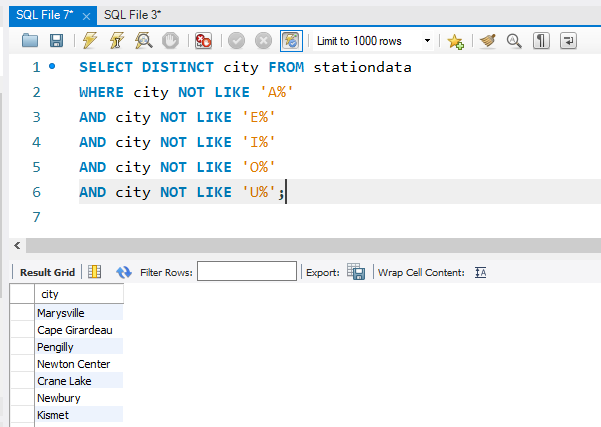 SQL File 7* × SQL File 3*
Limit to 1000 rows
1 SELECT DISTINCT city FROM stationdata
2 WHERE city NOT LIKE 'A%'
3 AND city NOT LIKE 'E%'
4 AND city NOT LIKE 'I%'
5 AND city NOT LIKE 'O%'
6 AND city NOT LIKE 'U%';
7
Result Grid Filter Rows: Export: Wrap Cell Content:
city
Marysville
Cape Girardeau
Pengilly
Newton Center
Crane Lake
Newbury
Kismet